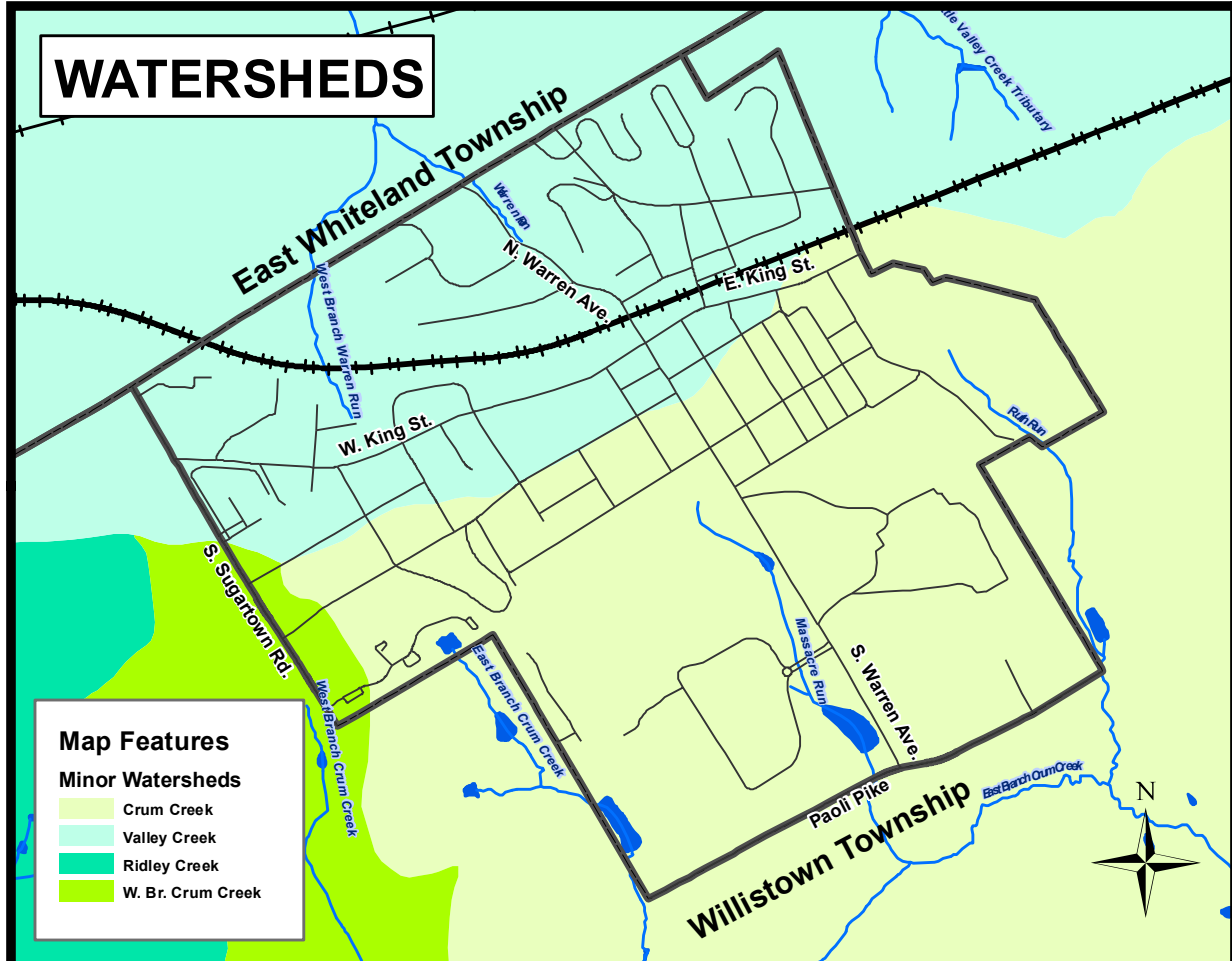 WATERSHEDS
Valley Creek Tributary
East Whiteland Township
Warren Run
N. Warren Ave.
E. King St.
West Branch Warren Run
W. King St.
Ruth Run
S. Sugartown Rd.
East Branch Crum Creek
Massacre Run
S. Warren Ave.
West Branch Crum Creek
Paoli Pike
East Branch Crum Creek
Willistown Township
N
Map Features
Minor Watersheds
Crum Creek
Valley Creek
Ridley Creek
W. Br. Crum Creek